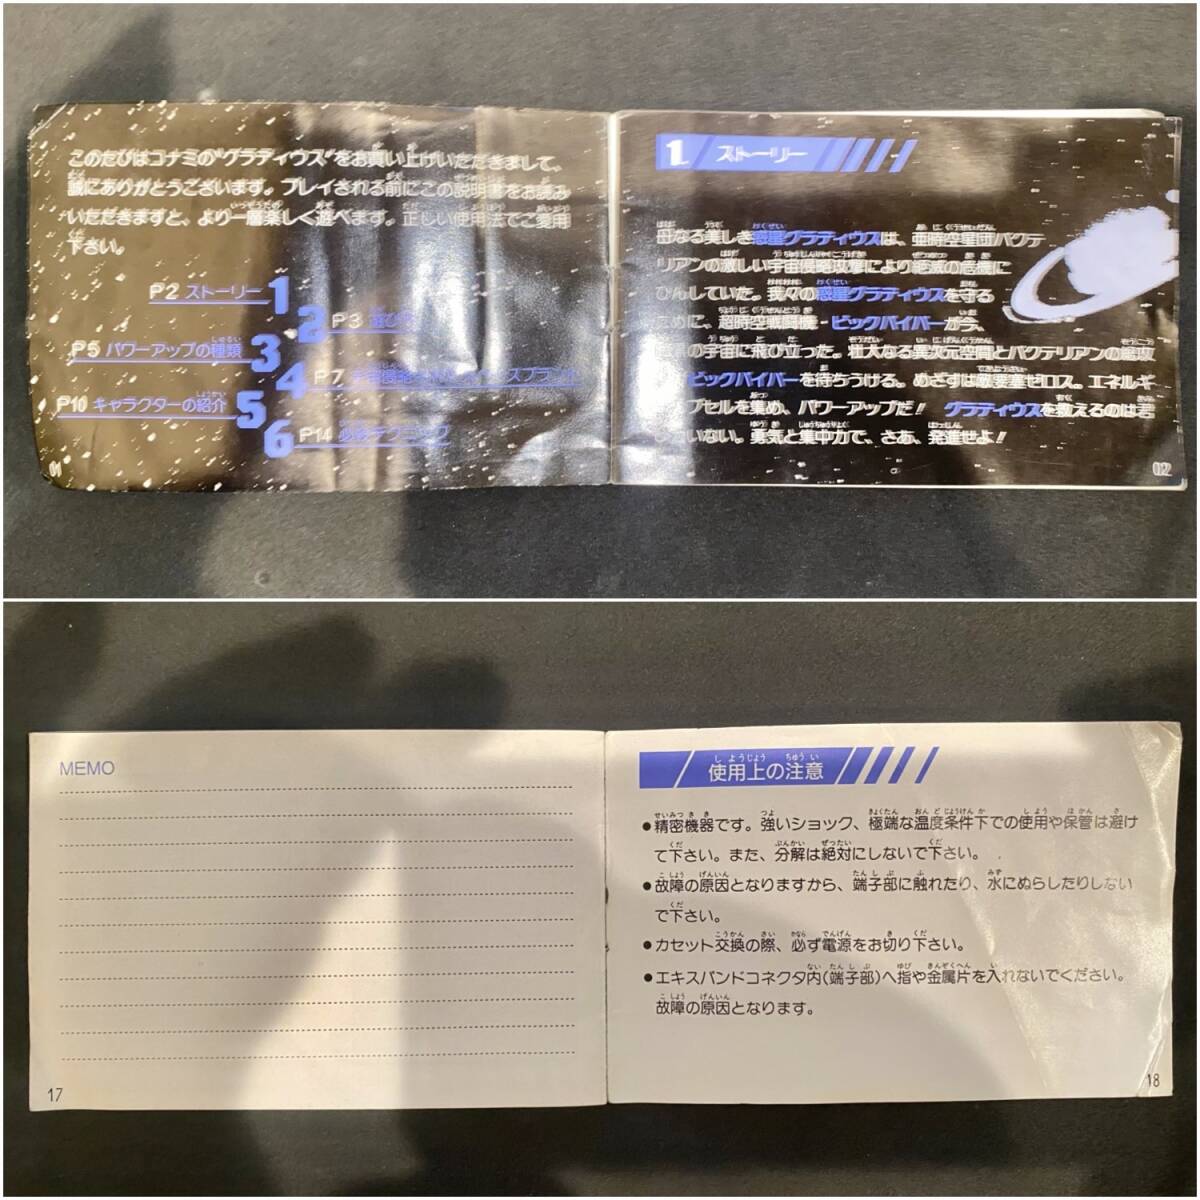 このたびはコナミの"グラディウス"をお買い上げいただきまして、
誠にありがとうございます。プレイされる前にこの説明書をお読み
いただきますと、より一層楽しく遊べます。正しい使用法でご愛用
下さい。
P2 ストーリー 1
2 P3
P5 パワーアップの種類 3
4 P7
P10 キャラクターの紹介 5
6 P14 必殺テクニック
01
1 ストーリー
母なる美しき惑星グラディウスは、亜時空星団バクテ
リアンの激しい宇宙侵略攻撃により絶滅の危機に
ひんしていた。我々の惑星グラディウスを守る
ために、超時空戦闘機・ビックバイパーが今、
の宇宙に飛び立った。壮大なる異次元空間とバクテリアンの総攻
ビックバイパーを待ちうける。めざすは敵要塞ゼロス。エネルギ
プセルを集め、パワーアップだ! グラディウスを救えるのは君
いない。勇気と集中力で、さあ、発進せよ!
02
MEMO
17
使用上の注意
●精密機器です。強いショック、極端な温度条件下での使用や保管は避け
て下さい。また、分解は絶対にしないで下さい。
●故障の原因となりますから、端子部に触れたり、水にぬらしたりしない
で下さい。
●カセット交換の際、必ず電源をお切り下さい。
●エキスパンドコネクタ内(端子部)へ指や金属片を入れないでください。
故障の原因となります。
18